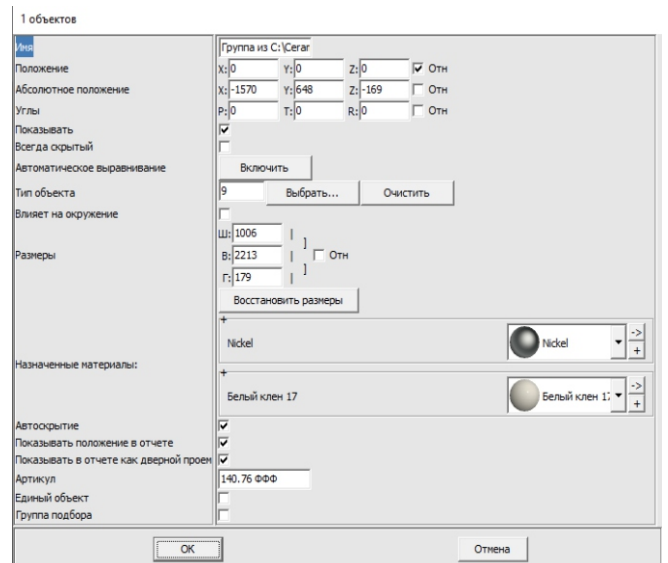 1 объектов
Имя Группа из C:\Cerar
Положение X: 0 Y: 0 Z: 0 Отн
Абсолютное положение X: -1570 Y: 648 Z: -169 Отн
Углы P: 0 T: 0 R: 0 Отн
Показывать
Всегда скрытый
Автоматическое выравнивание Включить
Тип объекта 9 Выбрать... Очистить
Влияет на окружение
Размеры
Ш: 1006
В: 2213 Отн
Г: 179
Восстановить размеры
Назначенные материалы:
+
Nickel Nickel -> +
+
Белый клен 17 Белый клен 17 -> +
Автоскрытие
Показывать положение в отчете
Показывать в отчете как дверной проем
Артикул 140.76 ФФФ
Единый объект
Группа подбора
OK Отмена